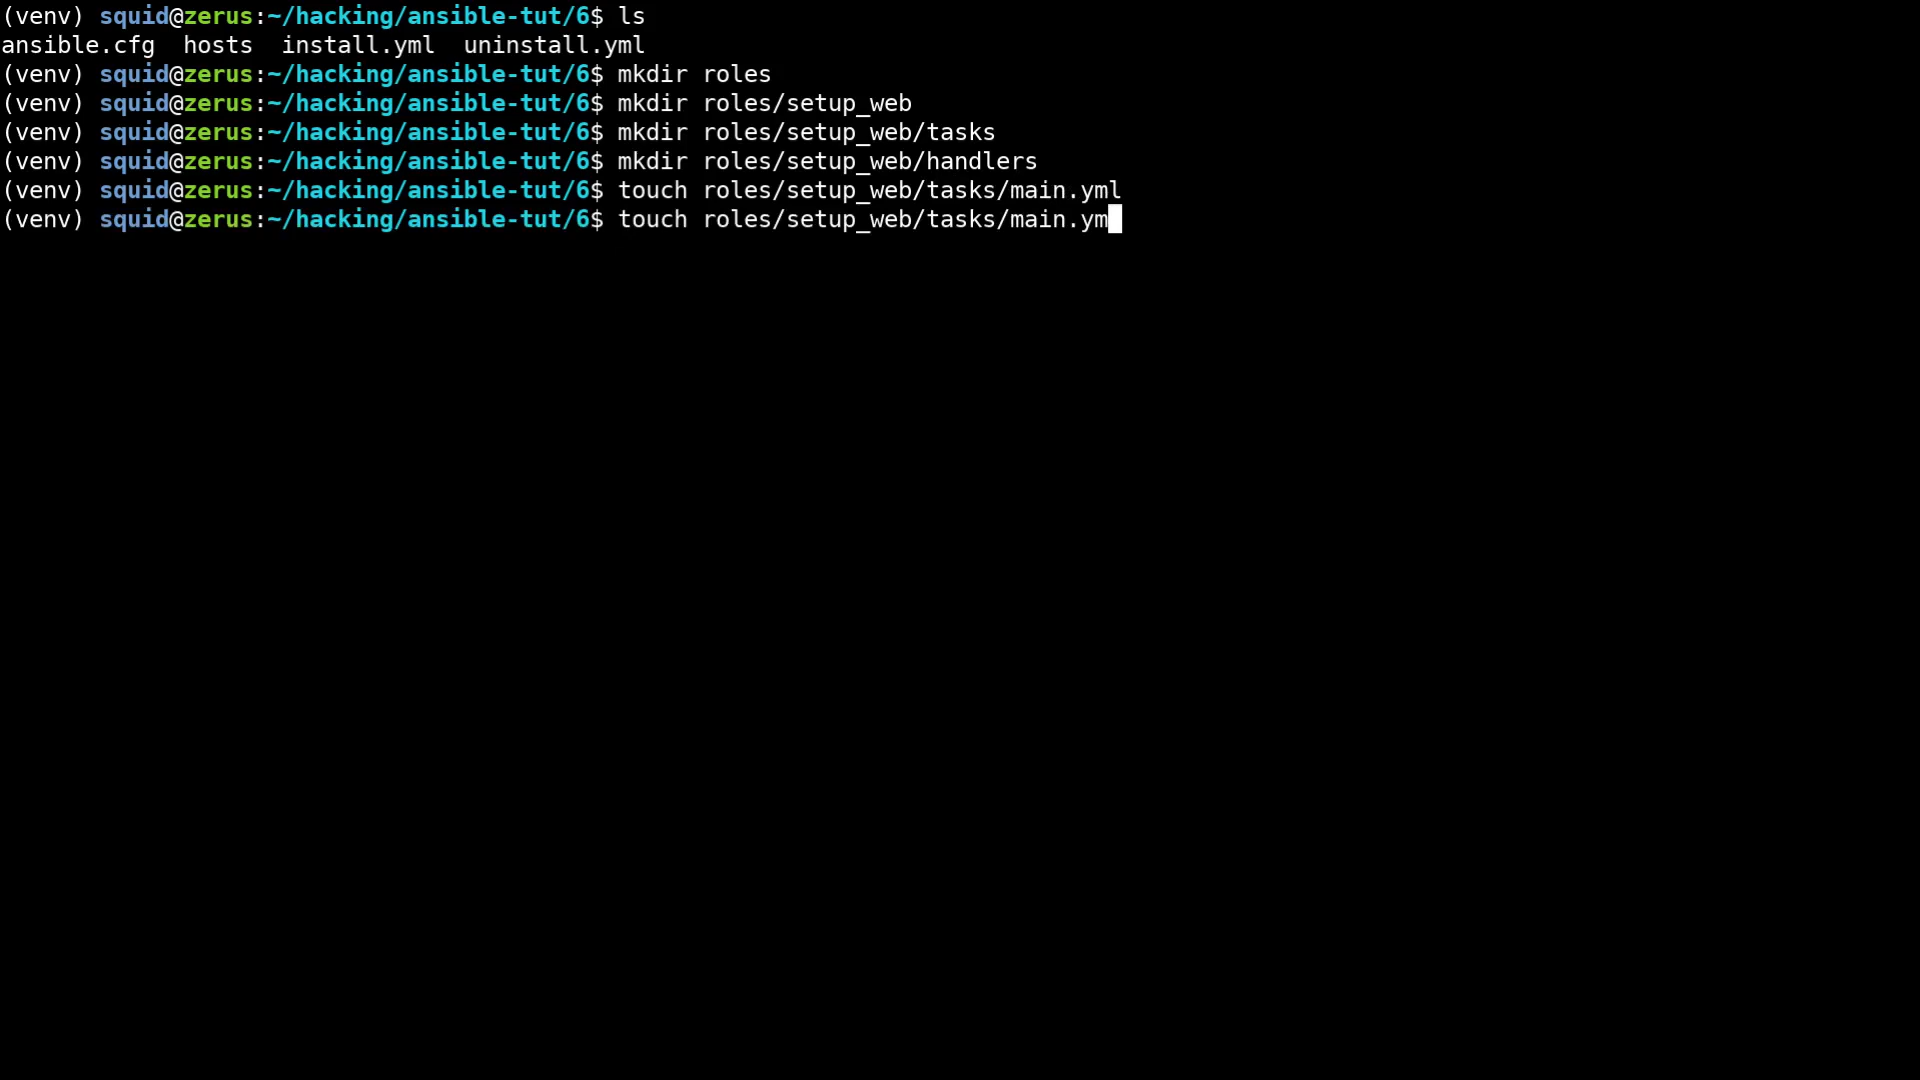 (venv) squid@zerus:~/hacking/ansible-tut/6$ ls
ansible.cfg  hosts  install.yml  uninstall.yml
(venv) squid@zerus:~/hacking/ansible-tut/6$ mkdir roles
(venv) squid@zerus:~/hacking/ansible-tut/6$ mkdir roles/setup_web
(venv) squid@zerus:~/hacking/ansible-tut/6$ mkdir roles/setup_web/tasks
(venv) squid@zerus:~/hacking/ansible-tut/6$ mkdir roles/setup_web/handlers
(venv) squid@zerus:~/hacking/ansible-tut/6$ touch roles/setup_web/tasks/main.yml
(venv) squid@zerus:~/hacking/ansible-tut/6$ touch roles/setup_web/tasks/main.ym